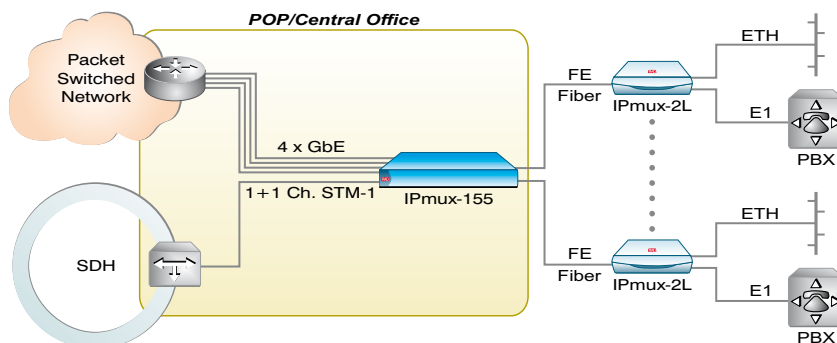 POP/Central Office
Packet
Switched
Network
4 x GbE
1+1 Ch. STM-1
IPmux-155
SDH
FE
Fiber
IPmux-2L
ETH
E1
PBX
FE
Fiber
IPmux-2L
ETH
E1
PBX